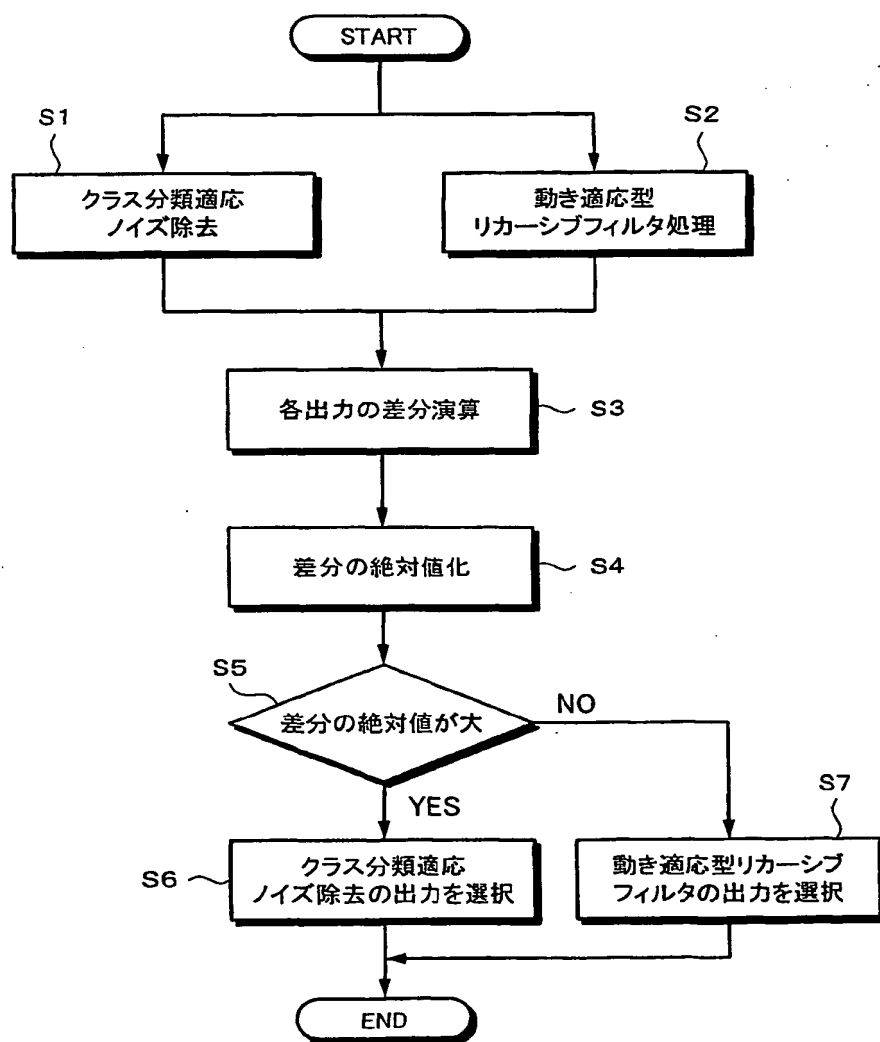 START
S1
クラス分類適応
ノイズ除去
S2
動き適応型
リカーシブフィルタ処理
各出力の差分演算
S3
差分の絶対値化
S4
S5
差分の絶対値が大
NO
YES
S6
クラス分類適応
ノイズ除去の出力を選択
S7
動き適応型リカーシブ
フィルタの出力を選択
END